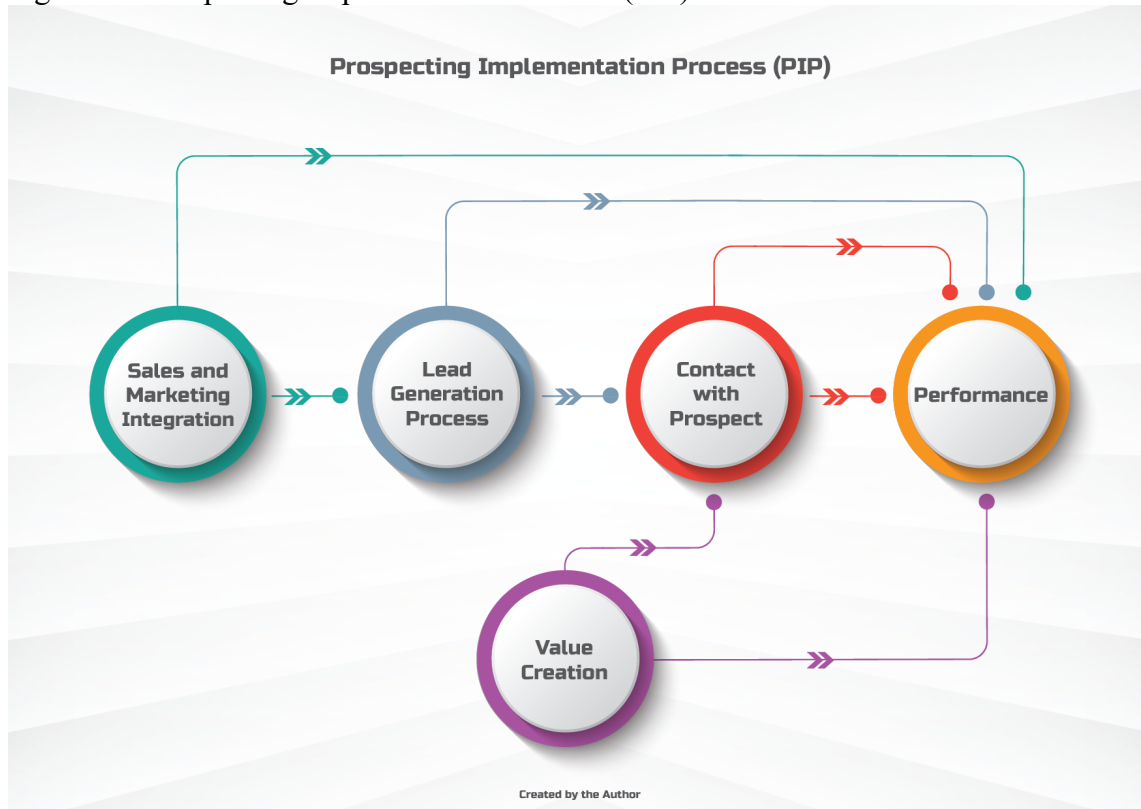 Prospecting Implementation Process (PIP)
Sales and
Marketing
Integration
Lead
Generation
Process
Contact
with
Prospect
Performance
Value
Creation
Created by the Author